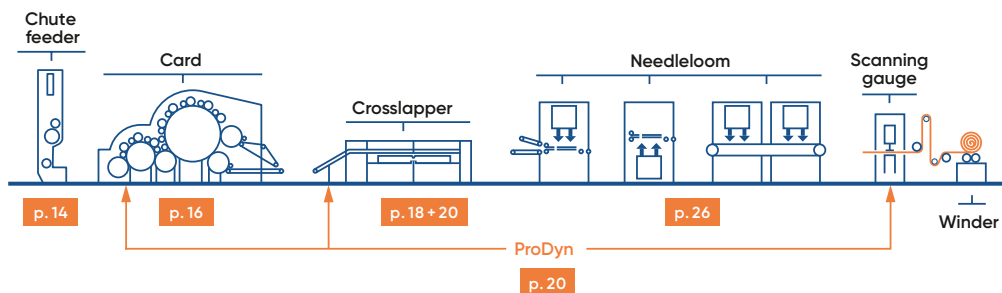 Chute
feeder
Card
Crosslapper
Needleloom
Scanning
gauge
p. 14
p. 16
p. 18 + 20
p. 26
Winder
ProDyn
p. 20